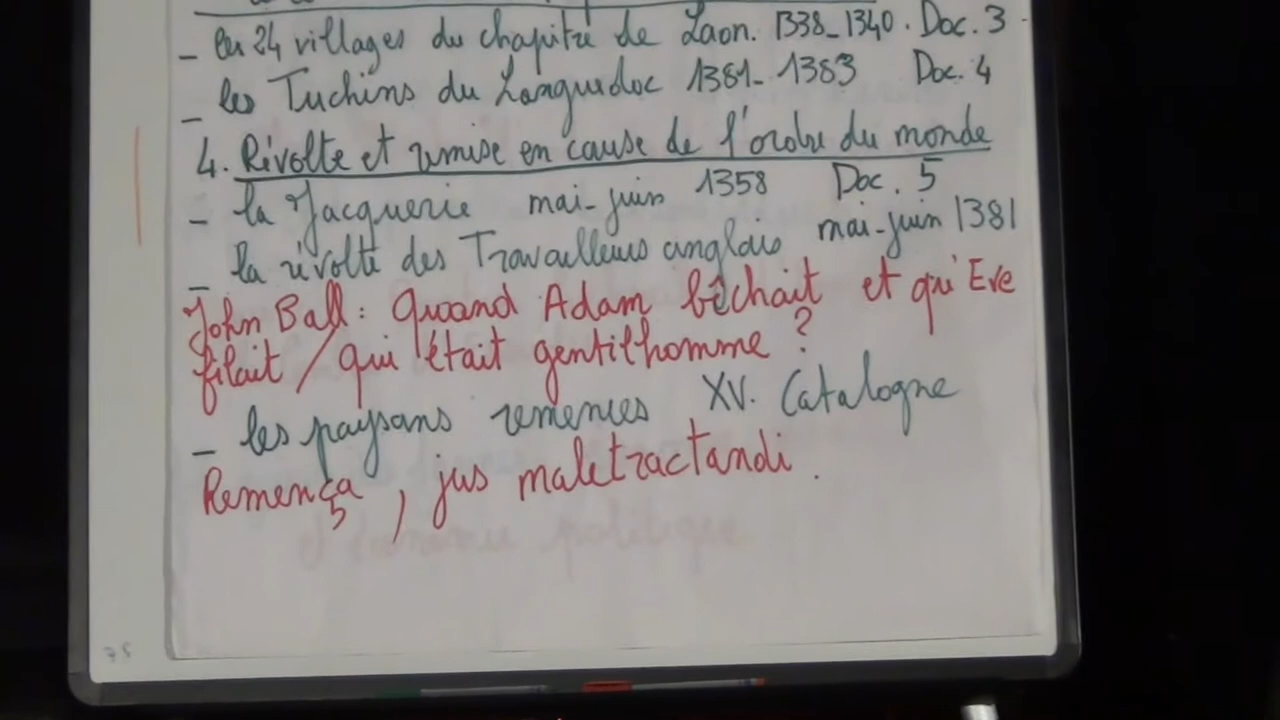 - les 24 villages du chapitre de Laon. 1338-1340. Doc. 3
- les Tuchins du Languedoc 1381-1383 Doc. 4
4. Révolte et remise en cause de l'ordre du monde
- la Jacquerie mai-juin 1358 Doc. 5
- la révolte des Travailleurs anglais mai-juin 1381
John Ball : Quand Adam bêchait et qu'Eve
filait / qui était gentilhomme ?
- les paysans remences XV. Catalogne
Remença, jus maletractandi.
75